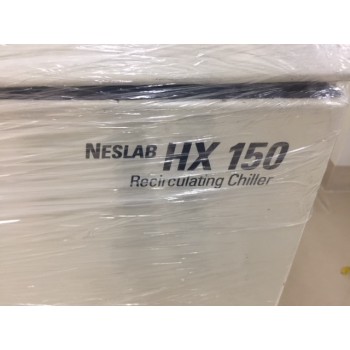 NESLAB HX 150
Recirculating Chiller